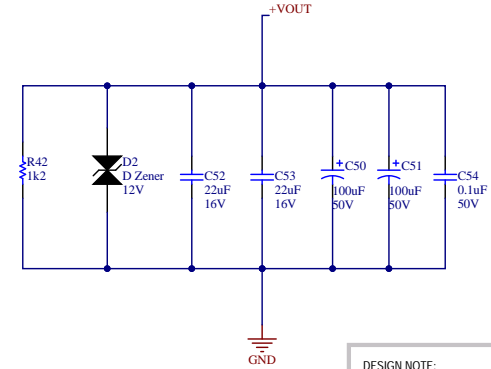 +VOUT
R42
1k2
D2
D Zener
12V
C52
22uF
16V
C53
22uF
16V
+
C50
100uF
50V
+
C51
100uF
50V
C54
0.1uF
50V
GND
DESIGN NOTE: